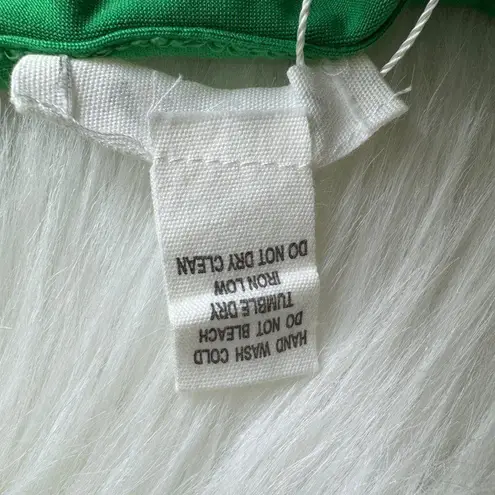 HAND WASH COLD
DO NOT BLEACH
TUMBLE DRY
IRON LOW
DO NOT DRY CLEAN